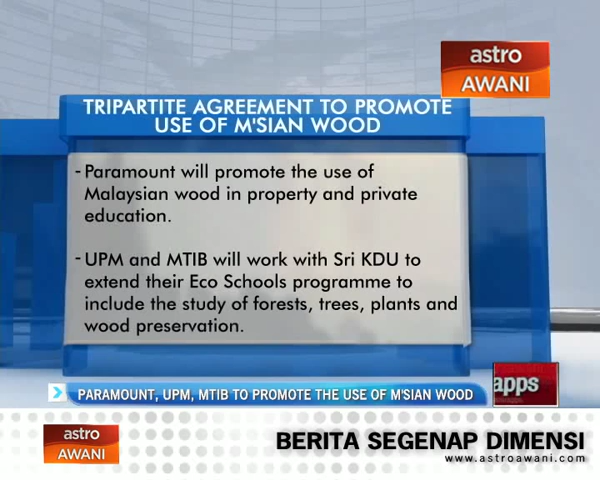 astro
AWANI
TRIPARTITE AGREEMENT TO PROMOTE
USE OF M'SIAN WOOD
- Paramount will promote the use of
Malaysian wood in property and private
education.
- UPM and MTIB will work with Sri KDU to
extend their Eco Schools programme to
include the study of forests, trees, plants and
wood preservation.
PARAMOUNT, UPM, MTIB TO PROMOTE THE USE OF M'SIAN WOOD
apps
astro
AWANI
BERITA SEGENAP DIMENSI
www.astroawani.com